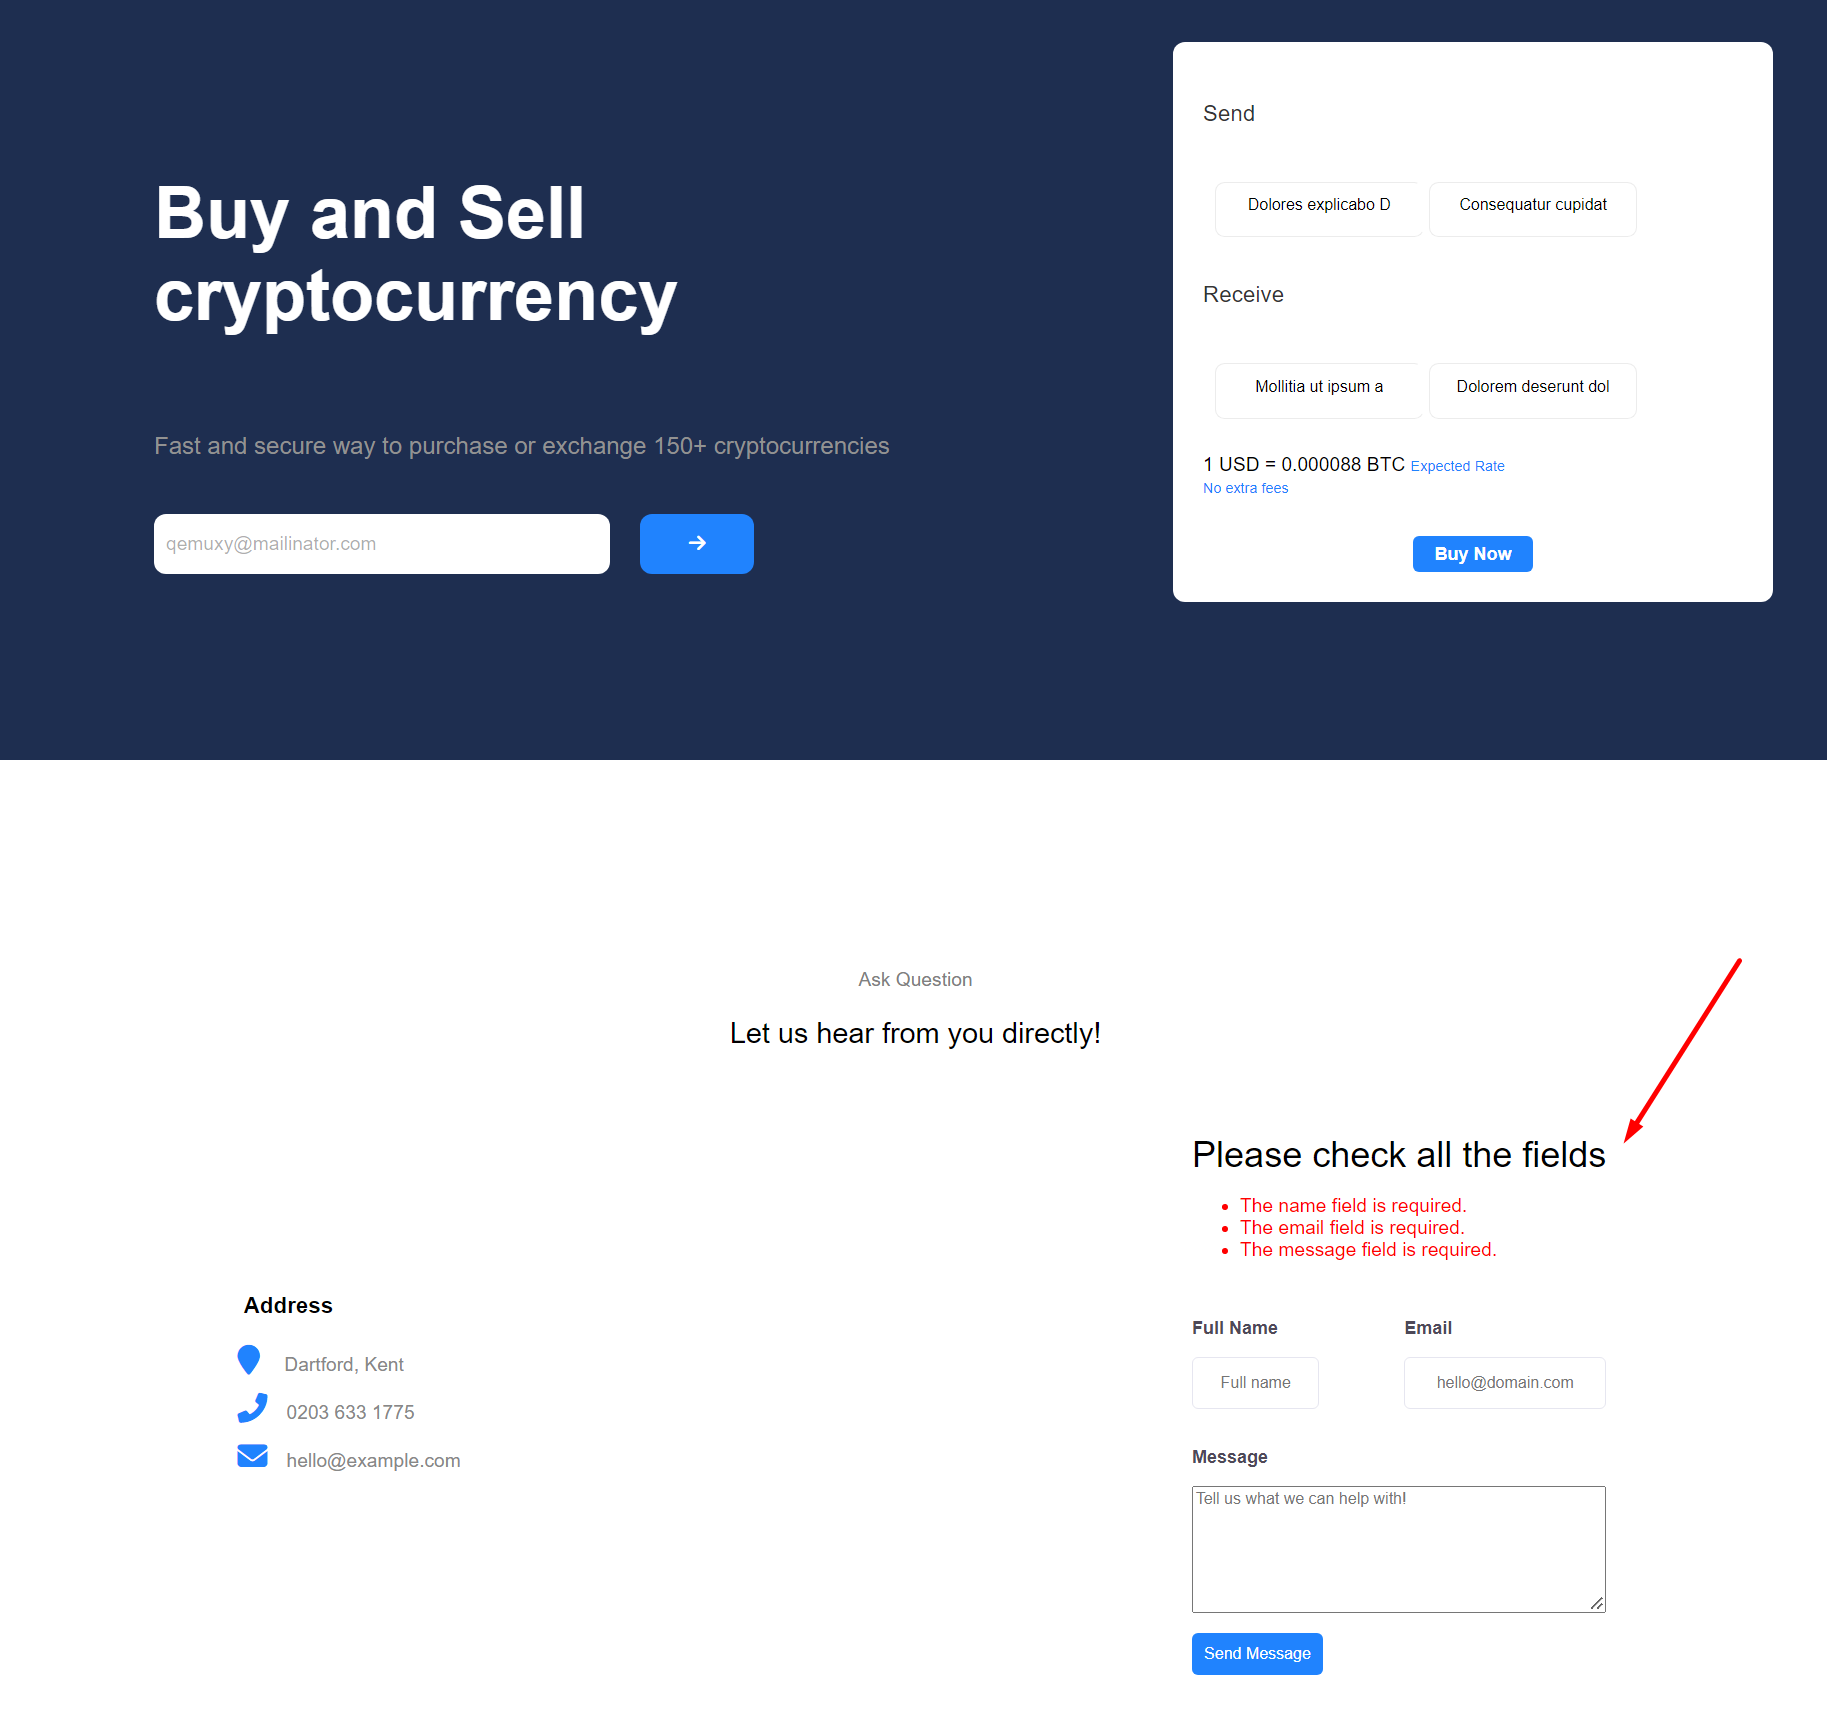 Buy and Sell
cryptocurrency
Fast and secure way to purchase or exchange 150+ cryptocurrencies
qemuxy@mailinator.com
Send
Dolores explicabo D
Consequatur cupidat
Receive
Mollitia ut ipsum a
Dolorem deserunt dol
1 USD = 0.000088 BTC Expected Rate
No extra fees
Buy Now
Ask Question
Let us hear from you directly!
Address
Dartford, Kent
0203 633 1775
hello@example.com
Please check all the fields
• The name field is required.
• The email field is required.
• The message field is required.
Full Name
Email
Full name
hello@domain.com
Message
Tell us what we can help with!
Send Message